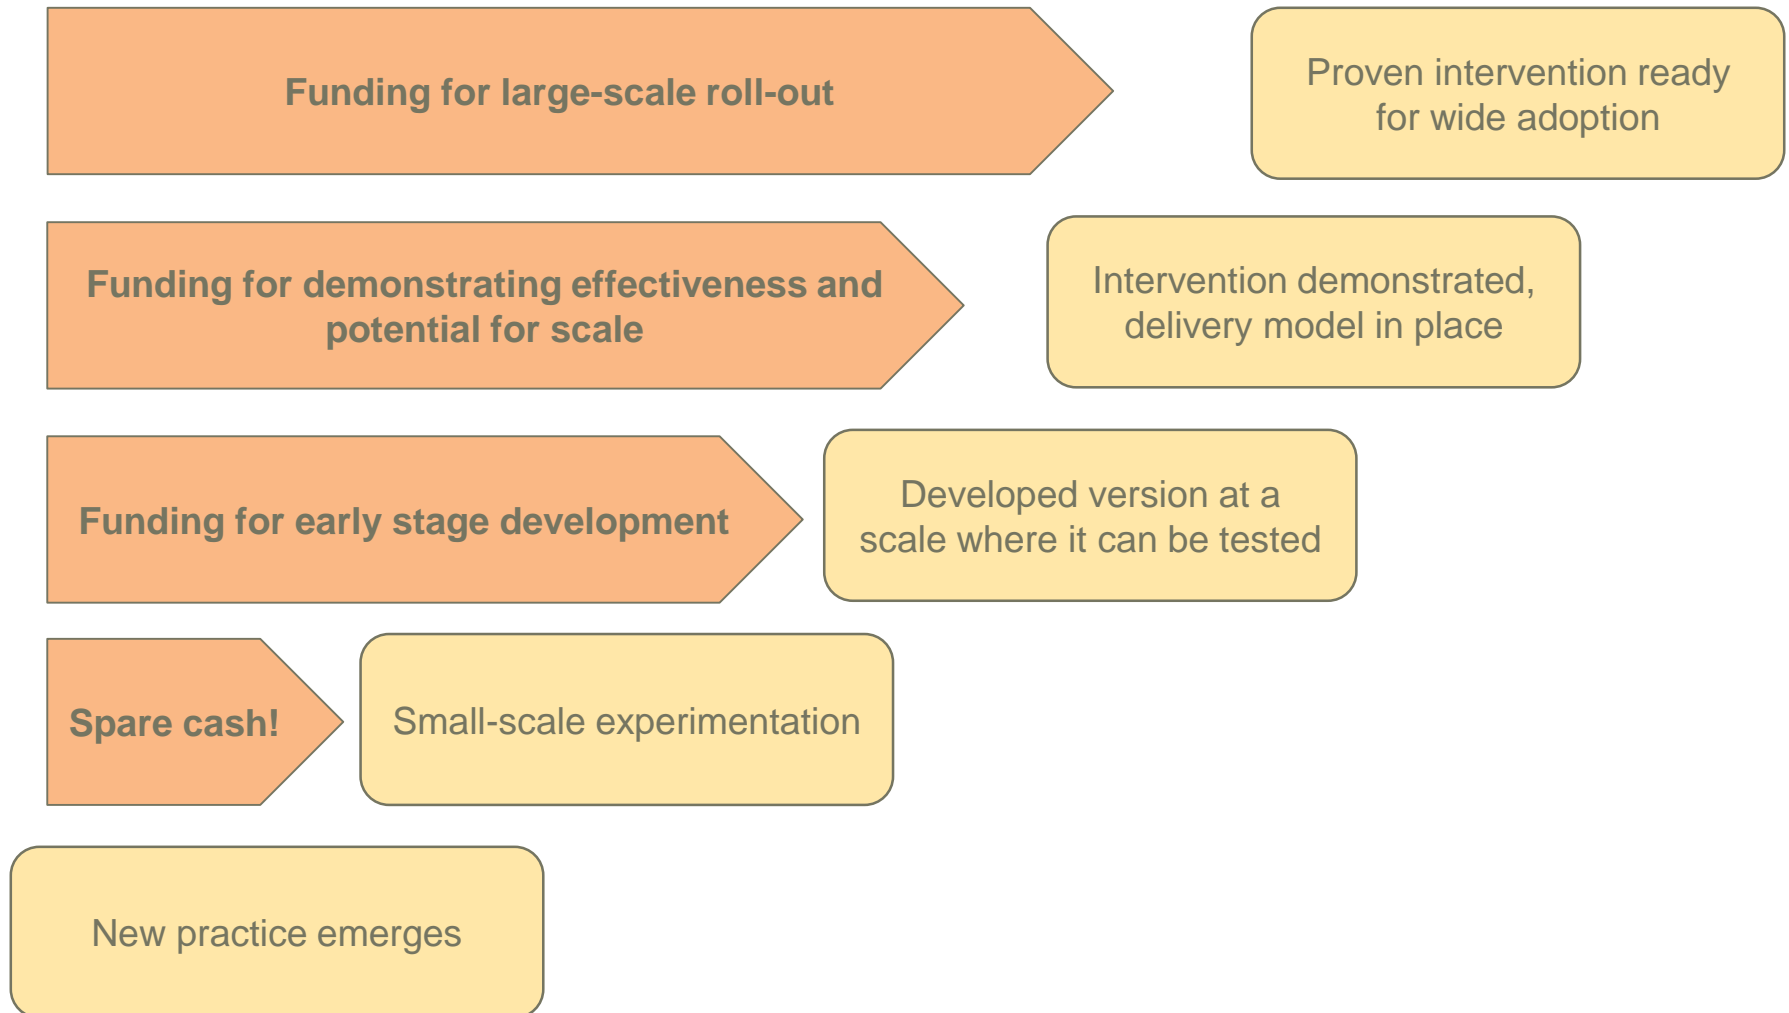 Funding for large-scale roll-out
Proven intervention ready
for wide adoption
Funding for demonstrating effectiveness and
potential for scale
Intervention demonstrated,
delivery model in place
Funding for early stage development
Developed version at a
scale where it can be tested
Spare cash!
Small-scale experimentation
New practice emerges